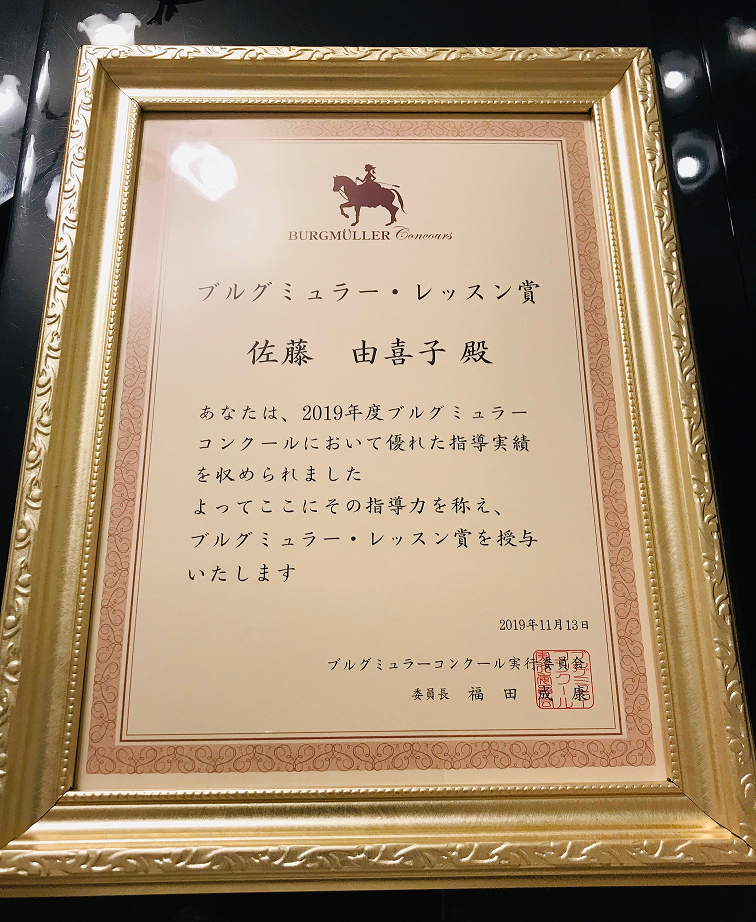 BURGMÜLLER Concours
ブルグミュラー・レッスン賞
佐藤　由喜子 殿
あなたは、2019年度ブルグミュラー
コンクールにおいて優れた指導実績
を収められました
よってここにその指導力を称え、
ブルグミュラー・レッスン賞を授与
いたします
2019年11月13日
ブルグミュラーコンクール実行委員会
委員長　福　田　成　康